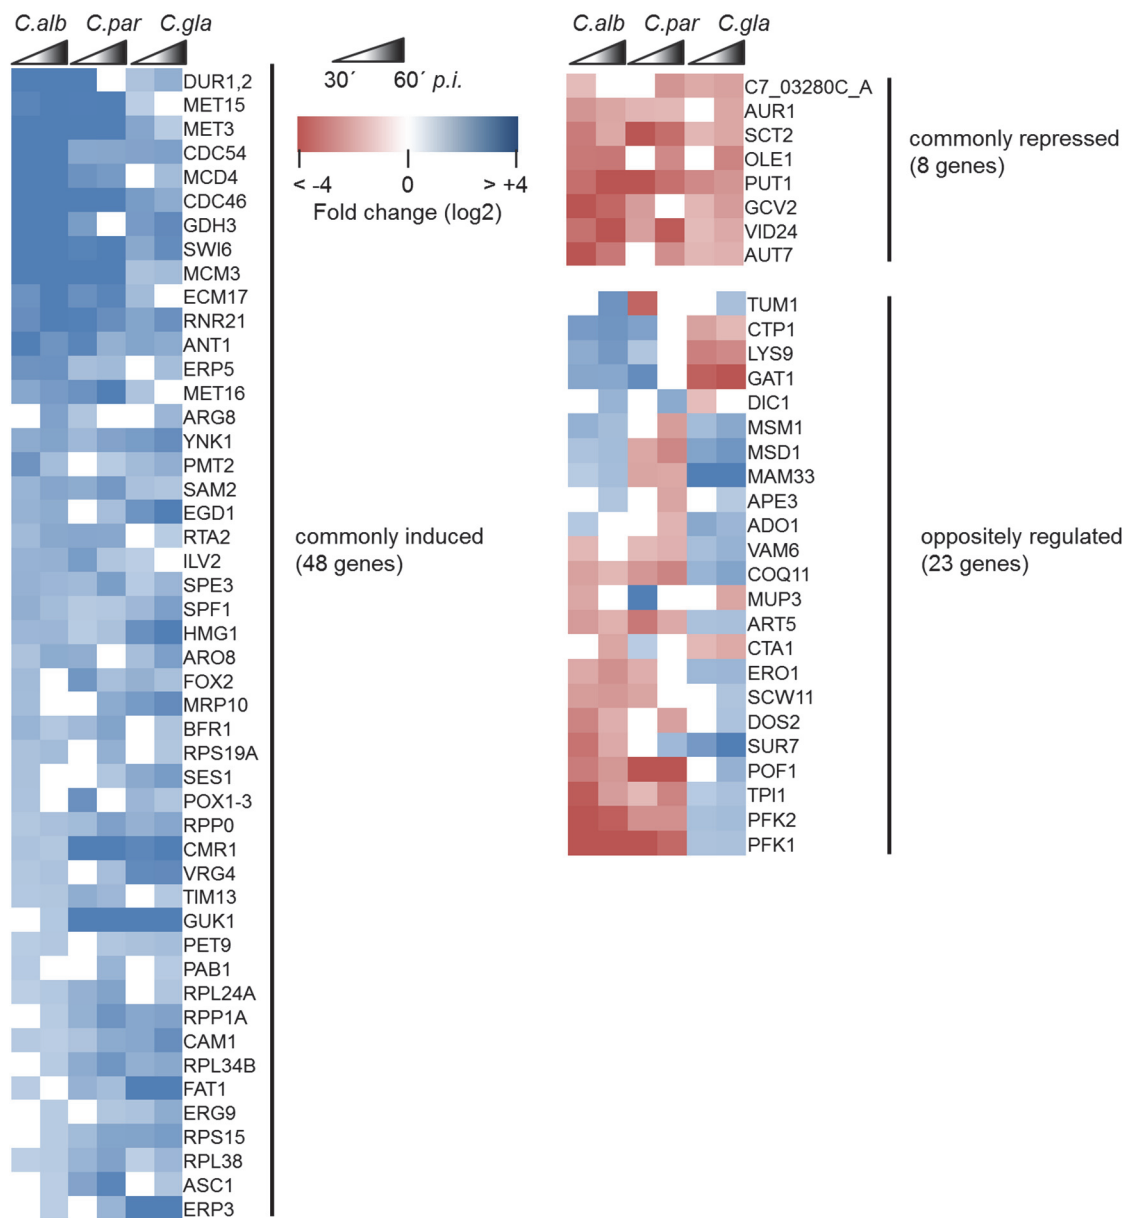 C.alb C.par C.gla
DUR1,2
MET15
MET3
CDC54
MCD4
CDC46
GDH3
SWI6
MCM3
ECM17
RNR21
ANT1
ERP5
MET16
ARG8
YNK1
PMT2
SAM2
EGD1
RTA2
ILV2
SPE3
SPF1
HMG1
ARO8
FOX2
MRP10
BFR1
RPS19A
SES1
POX1-3
RPP0
CMR1
VRG4
TIM13
GUK1
PET9
PAB1
RPL24A
RPP1A
CAM1
RPL34B
FAT1
ERG9
RPS15
RPL38
ASC1
ERP3
commonly induced
(48 genes)
30´ 60´ p.i.
< -4 0 > +4
Fold change (log2)
C.alb C.par C.gla
C7_03280C_A
AUR1
SCT2
OLE1
PUT1
GCV2
VID24
AUT7
commonly repressed
(8 genes)
TUM1
CTP1
LYS9
GAT1
DIC1
MSM1
MSD1
MAM33
APE3
ADO1
VAM6
COQ11
MUP3
ART5
CTA1
ERO1
SCW11
DOS2
SUR7
POF1
TPI1
PFK2
PFK1
oppositely regulated
(23 genes)